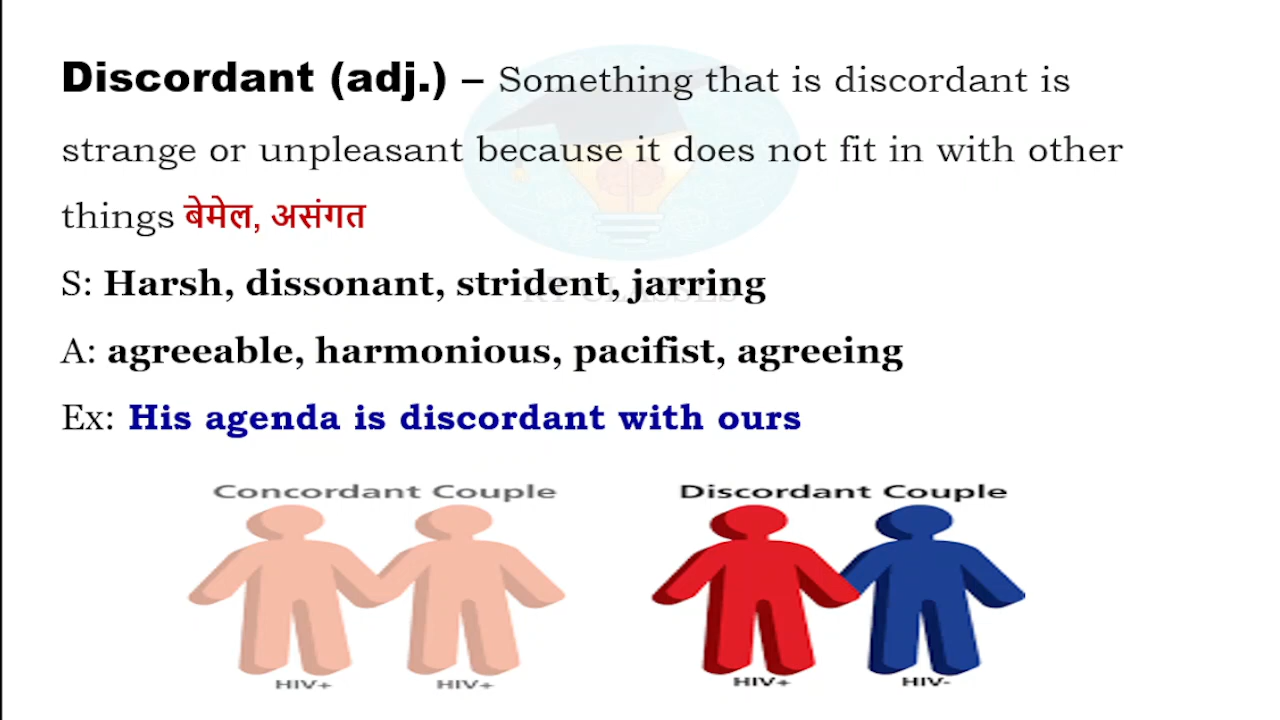 Discordant (adj.) – Something that is discordant is
strange or unpleasant because it does not fit in with other
things बेमेल, असंगत
S: Harsh, dissonant, strident, jarring
RT CLASSES
A: agreeable, harmonious, pacifist, agreeing
Ex: His agenda is discordant with ours
Concordant Couple Discordant Couple
HIV+ HIV+ HIV+ HIV-